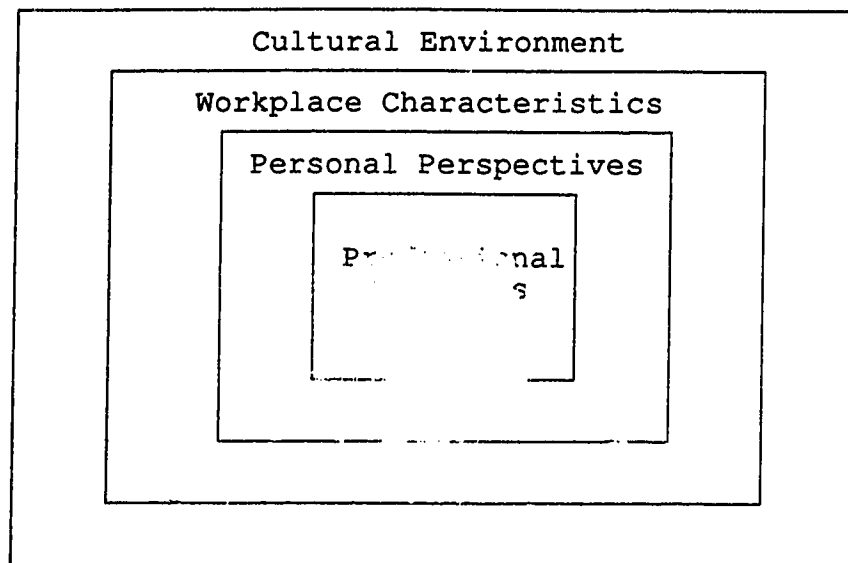 Cultural Environment
Workplace Characteristics
Personal Perspectives